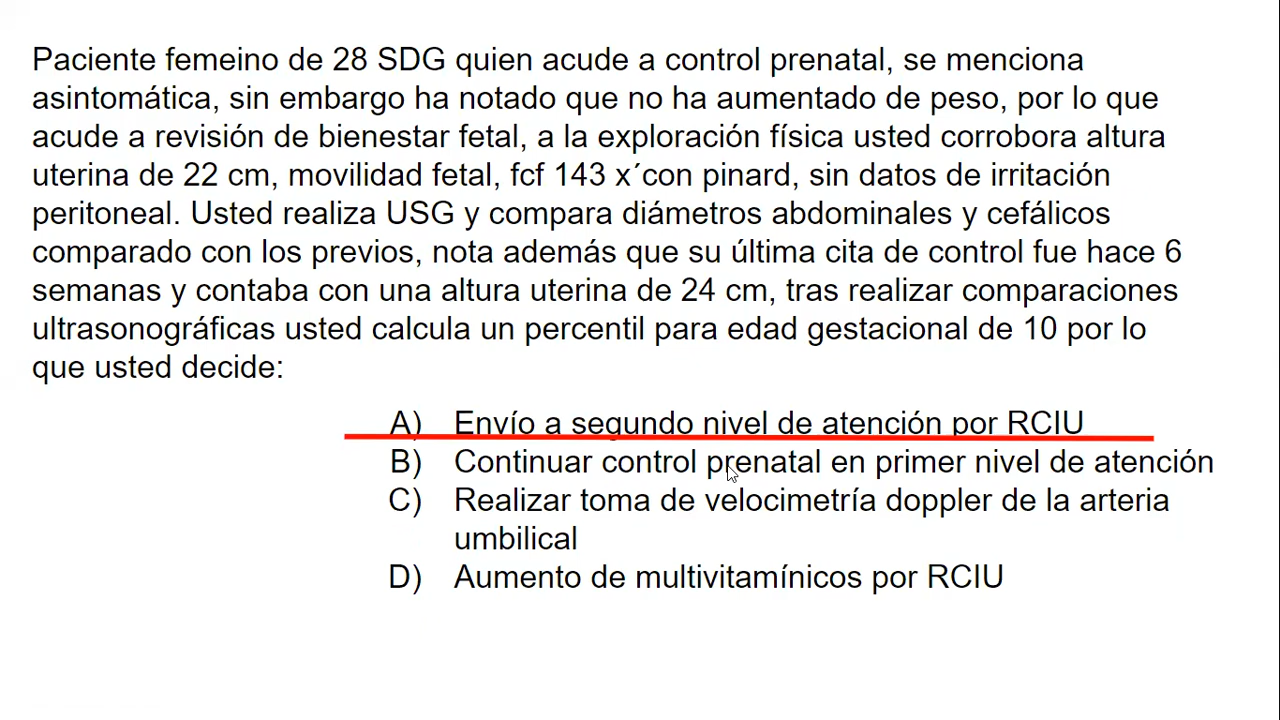 Paciente femeino de 28 SDG quien acude a control prenatal, se menciona
asintomática, sin embargo ha notado que no ha aumentado de peso, por lo que
acude a revisión de bienestar fetal, a la exploración física usted corrobora altura
uterina de 22 cm, movilidad fetal, fcf 143 x´con pinard, sin datos de irritación
peritoneal. Usted realiza USG y compara diámetros abdominales y cefálicos
comparado con los previos, nota además que su última cita de control fue hace 6
semanas y contaba con una altura uterina de 24 cm, tras realizar comparaciones
ultrasonográficas usted calcula un percentil para edad gestacional de 10 por lo
que usted decide:
A) Envío a segundo nivel de atención por RCIU
B) Continuar control prenatal en primer nivel de atención
C) Realizar toma de velocimetría doppler de la arteria
umbilical
D) Aumento de multivitamínicos por RCIU